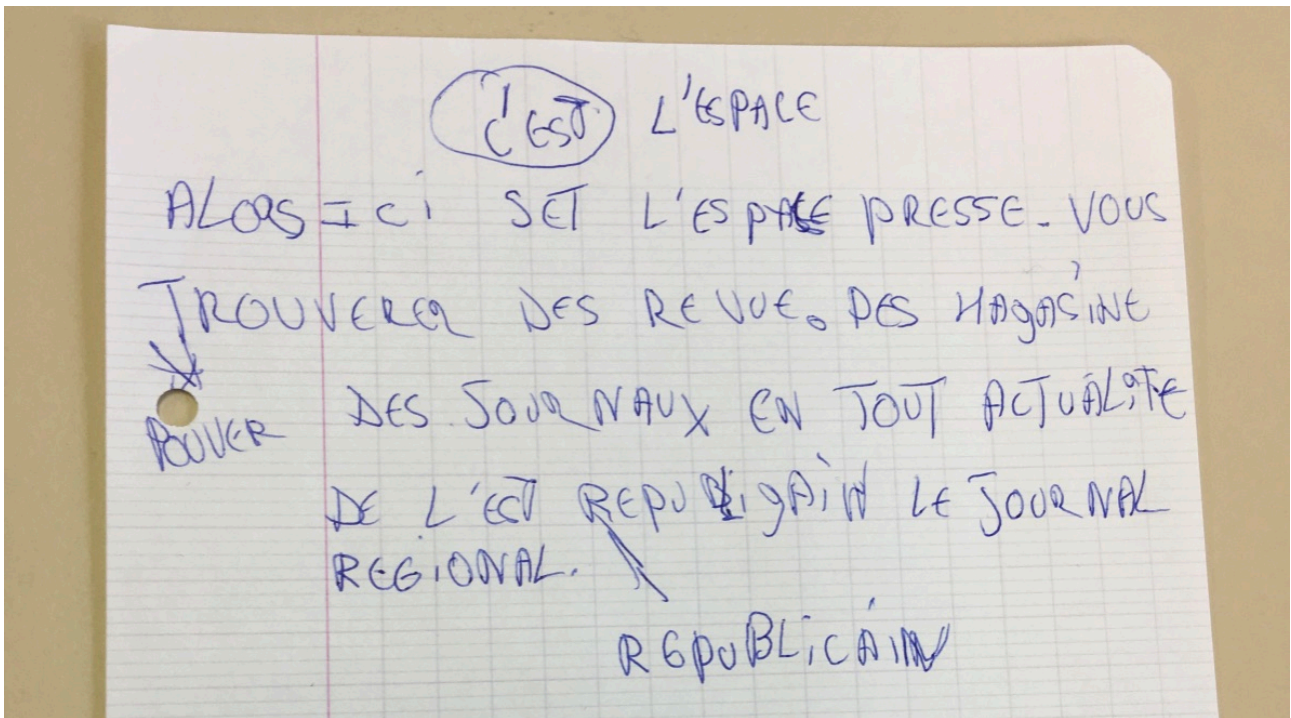 C'EST L'ESPACE
ALORS ICI SET L'ESPACE PRESSE. VOUS
TROUVEREZ DES REVUE. DES MAGASINE
POUVER
DES JOURNAUX EN TOUT ACTUALITE
DE L'EST REPUBLIGAIN LE JOURNAL
REGIONAL.
REPUBLICAIN